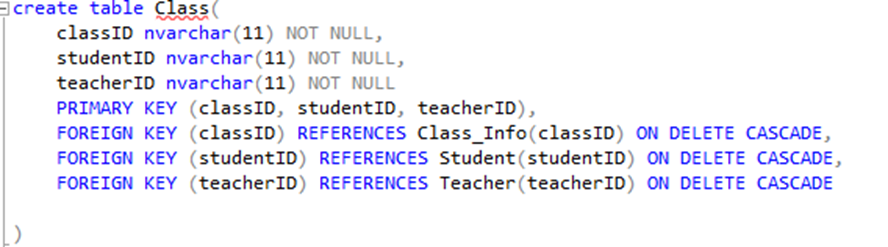 create table Class(
classID nvarchar(11) NOT NULL,
studentID nvarchar(11) NOT NULL,
teacherID nvarchar(11) NOT NULL
PRIMARY KEY (classID, studentID, teacherID),
FOREIGN KEY (classID) REFERENCES Class_Info(classID) ON DELETE CASCADE,
FOREIGN KEY (studentID) REFERENCES Student(studentID) ON DELETE CASCADE,
FOREIGN KEY (teacherID) REFERENCES Teacher(teacherID) ON DELETE CASCADE
)